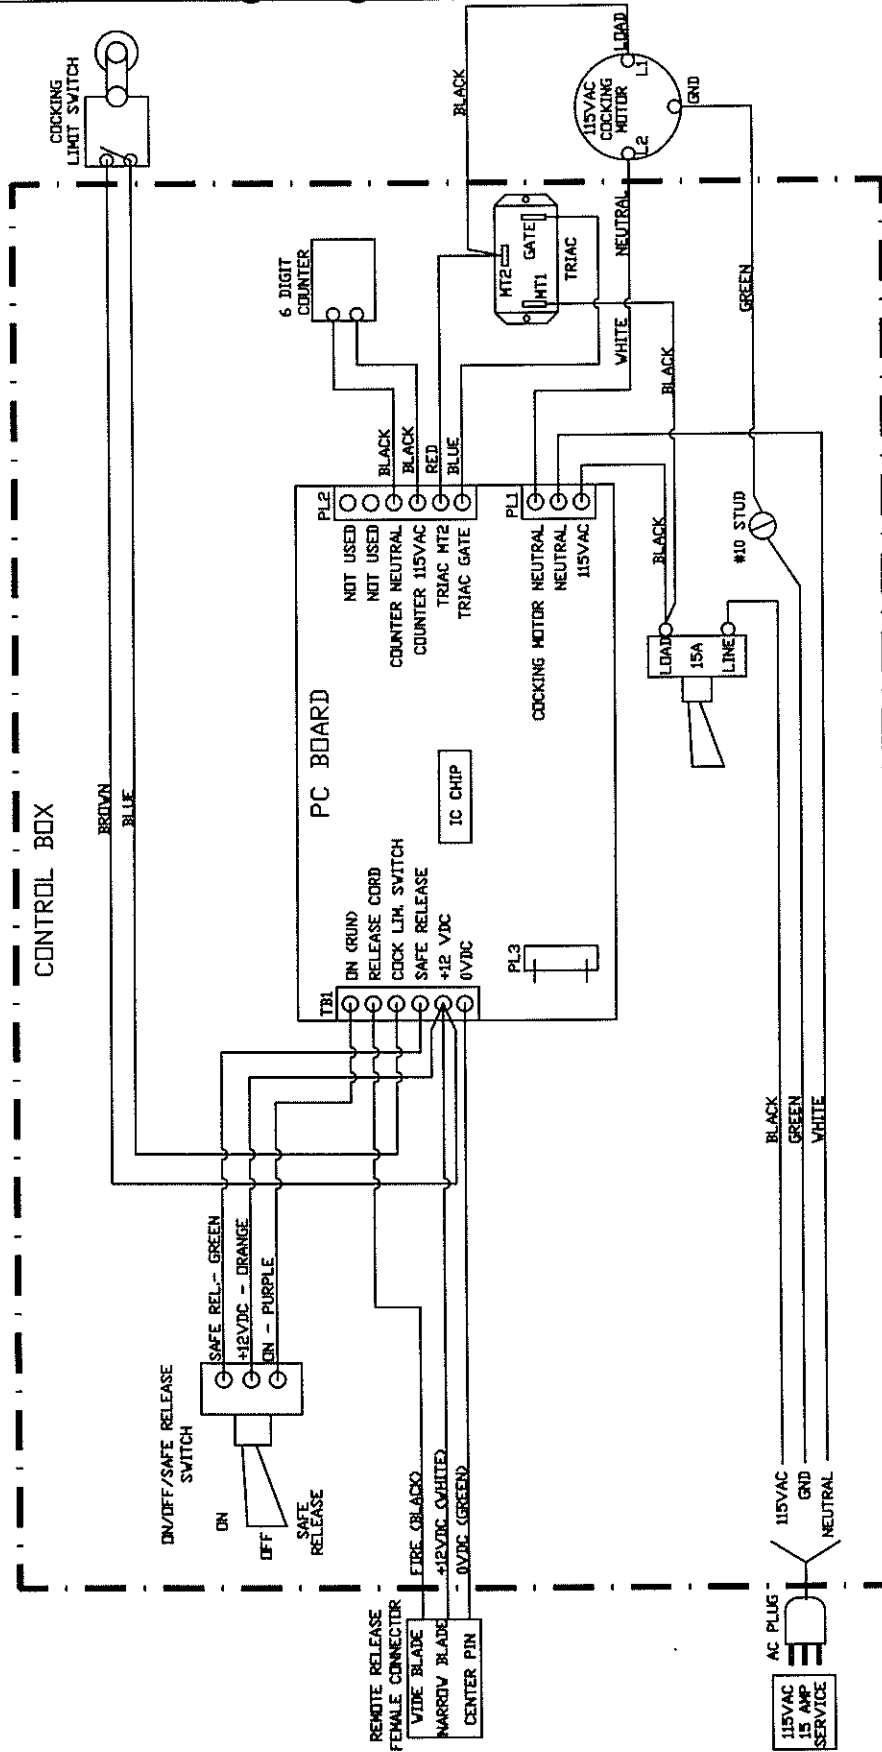 CONTROL BOX
COCKING
LIMIT SWITCH
BROWN
BLUE
ON/OFF/SAFE RELEASE
SWITCH
ON
OFF
SAFE
RELEASE
SAFE REL.- GREEN
+12VDC - ORANGE
ON - PURPLE
6 DIGIT
COUNTER
PC BOARD
TB1
ON (RUN)
RELEASE CORD
COCK LIM. SWITCH
SAFE RELEASE
+12 VDC
0VDC
PL3
IC CHIP
PL2
NOT USED
NOT USED
COUNTER NEUTRAL
COUNTER 115VAC
TRIAC MT2
TRIAC GATE
BLACK
BLACK
RED
BLUE
PL1
COCKING MOTOR NEUTRAL
NEUTRAL
115VAC
MT2
GATE
MT1
TRIAC
BLACK
LOAD
115VAC
COCKING
MOTOR
L1
L2
GND
NEUTRAL
WHITE
BLACK
GREEN
BLACK
#10 STUD
LOAD
15A
LINE
REMOTE RELEASE
FEMALE CONNECTOR
WIDE BLADE
NARROW BLADE
CENTER PIN
FIRE (BLACK)
+12VDC (WHITE)
0VDC (GREEN)
BLACK
GREEN
WHITE
115VAC
GND
NEUTRAL
AC PLUG
115VAC
15 AMP
SERVICE